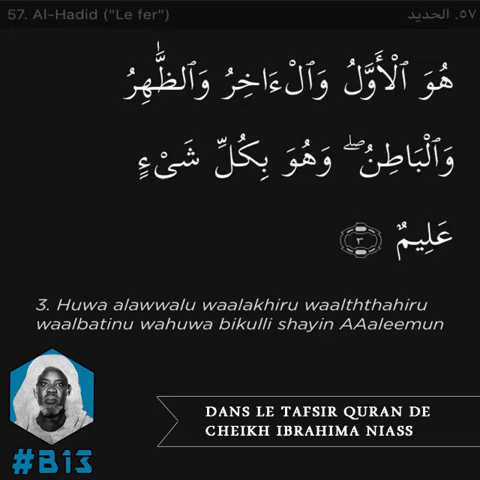 57. Al-Hadid ("Le fer")
٥٧. الحديد
هُوَ ٱلْأَوَّلُ وَٱلْءَاخِرُ وَٱلظَّٰهِرُ
وَٱلْبَاطِنُ ۖ وَهُوَ بِكُلِّ شَىْءٍ
عَلِيمٌ ٣
3. Huwa alawwalu waalakhiru waalththahiru
waalbatinu wahuwa bikulli shayin AAaleemun
DANS LE TAFSIR QURAN DE
CHEIKH IBRAHIMA NIASS
#B13